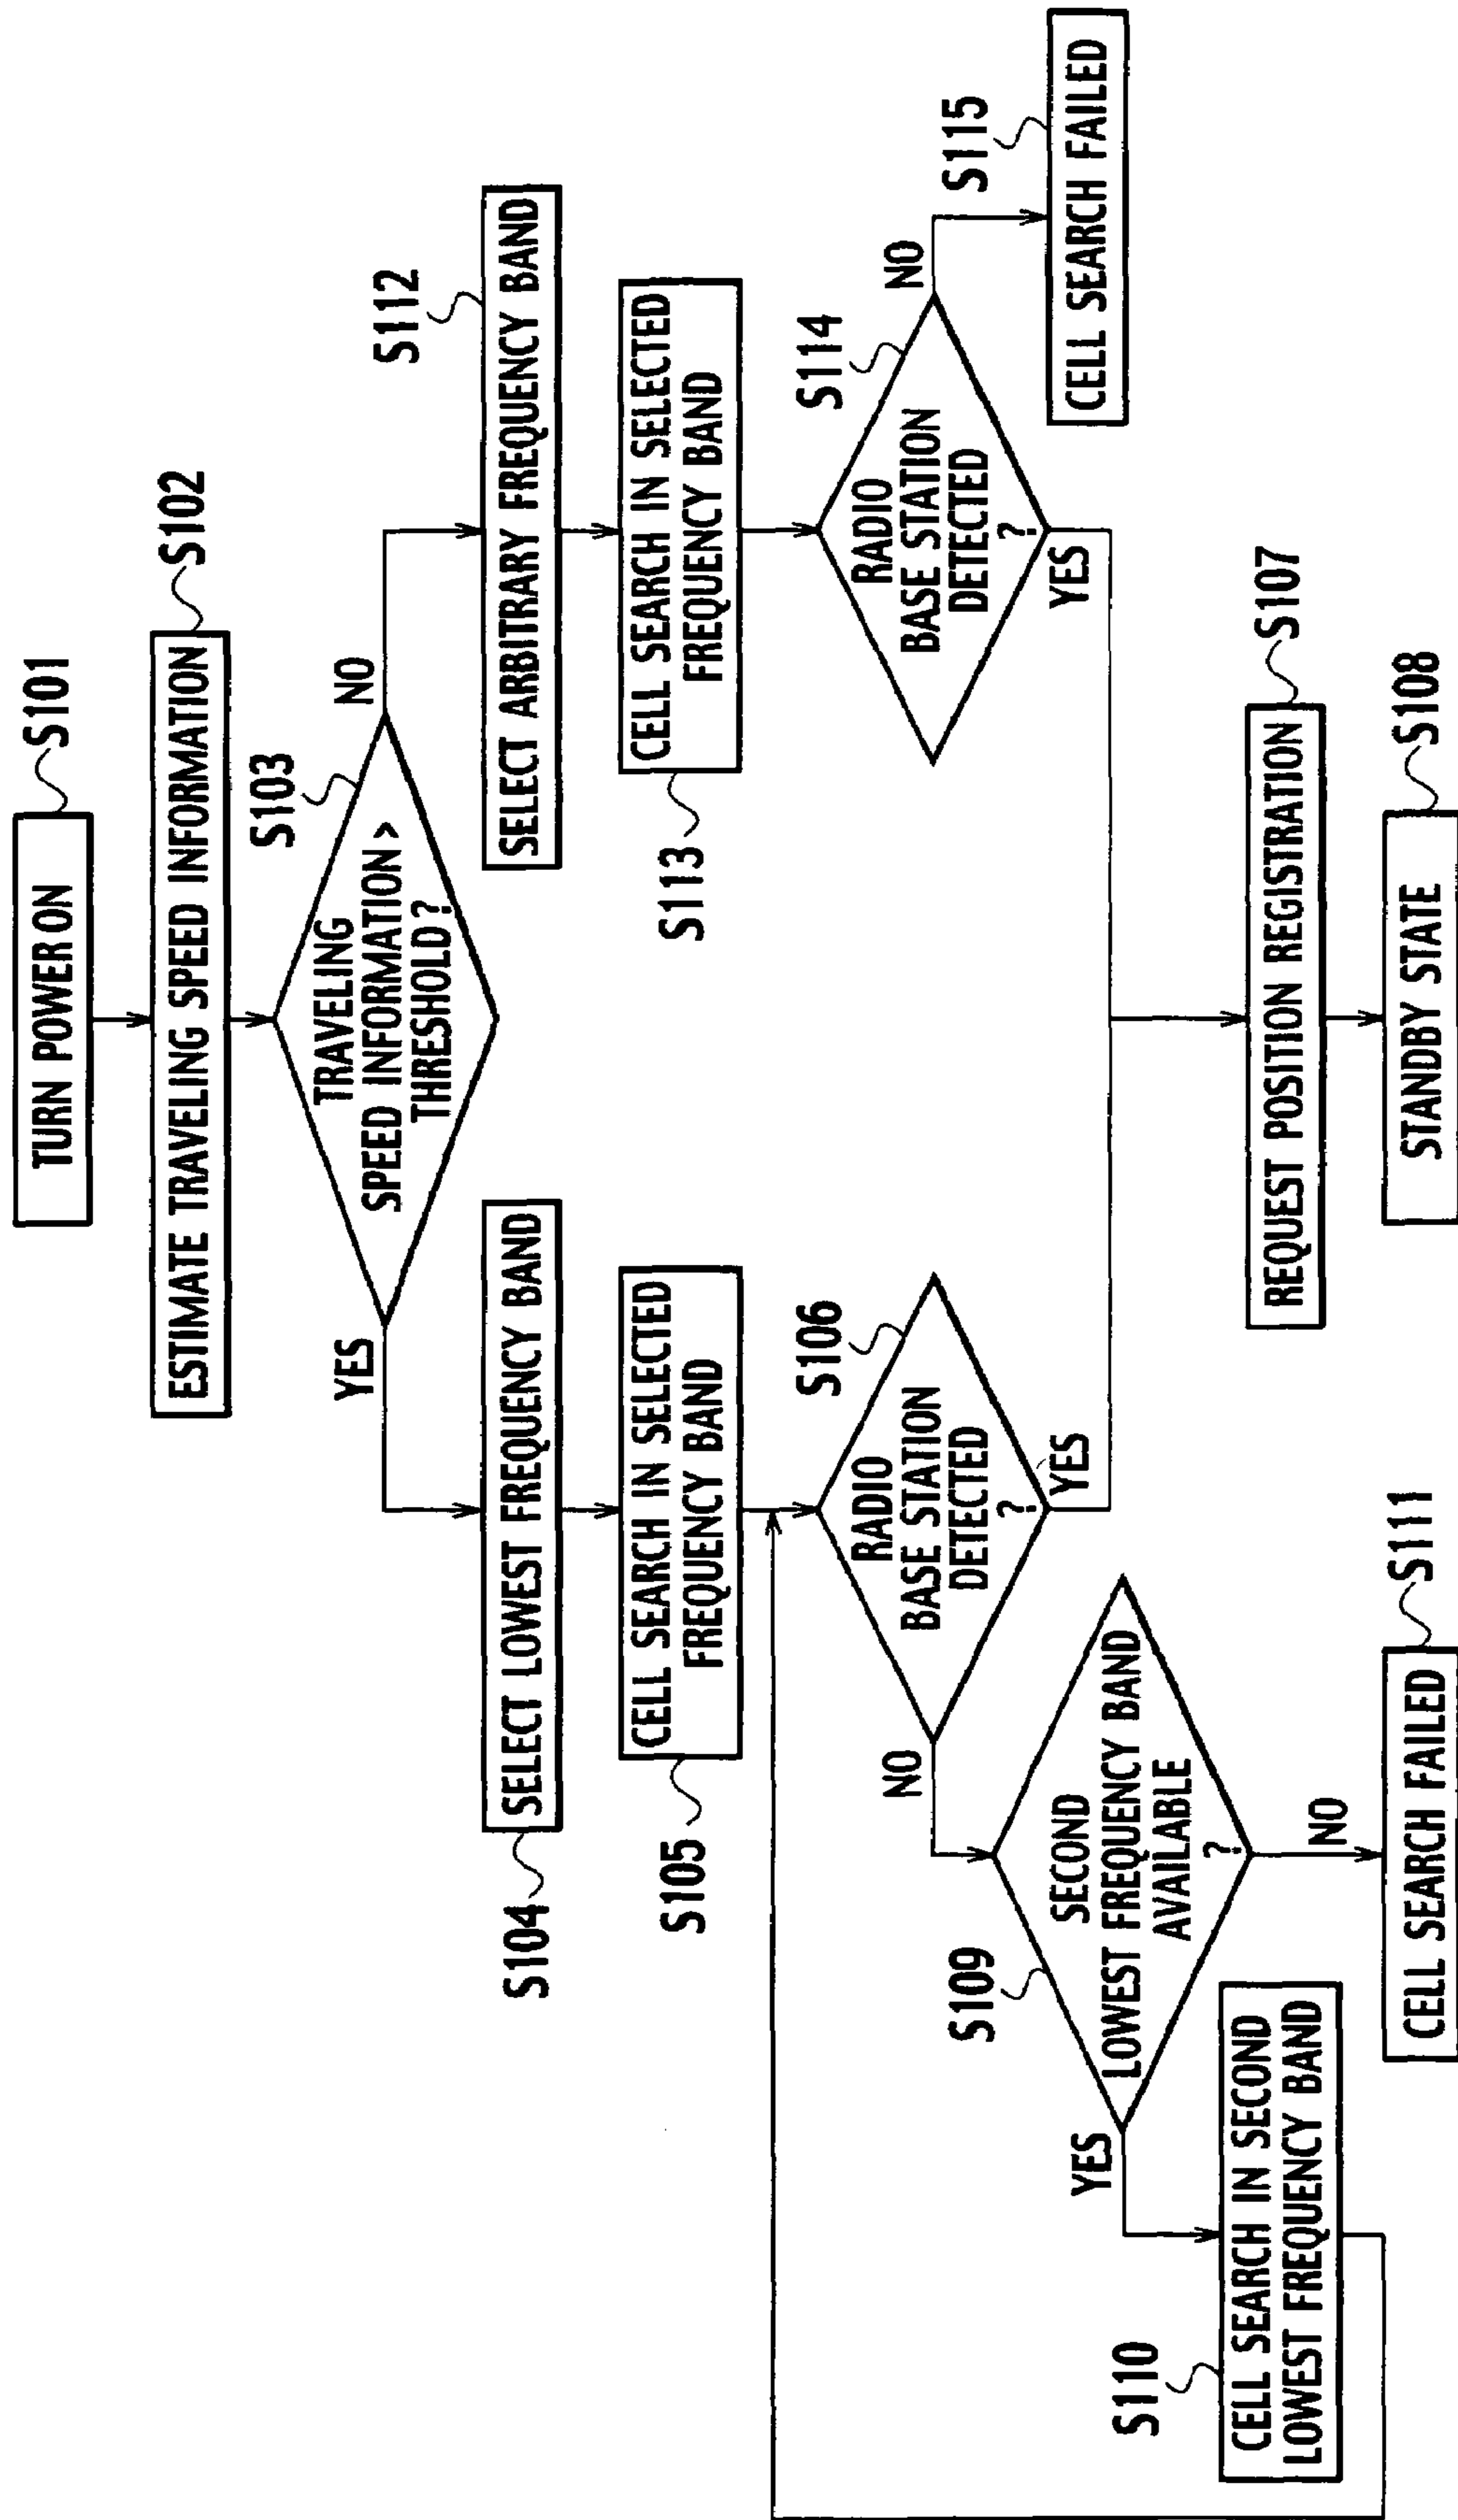 TURN POWER ON
S101
ESTIMATE TRAVELING SPEED INFORMATION
S102
TRAVELING
SPEED INFORMATION >
THRESHOLD?
S103
YES
NO
SELECT LOWEST FREQUENCY BAND
S104
SELECT ARBITRARY FREQUENCY BAND
S112
CELL SEARCH IN SELECTED
FREQUENCY BAND
S105
CELL SEARCH IN SELECTED
FREQUENCY BAND
S113
RADIO
BASE STATION
DETECTED
?
S106
NO
YES
RADIO
BASE STATION
DETECTED
?
S114
NO
YES
S115
CELL SEARCH FAILED
SECOND
LOWEST FREQUENCY BAND
AVAILABLE
?
S109
YES
NO
CELL SEARCH IN SECOND
LOWEST FREQUENCY BAND
S110
CELL SEARCH FAILED
S111
REQUEST POSITION REGISTRATION
S107
STANDBY STATE
S108